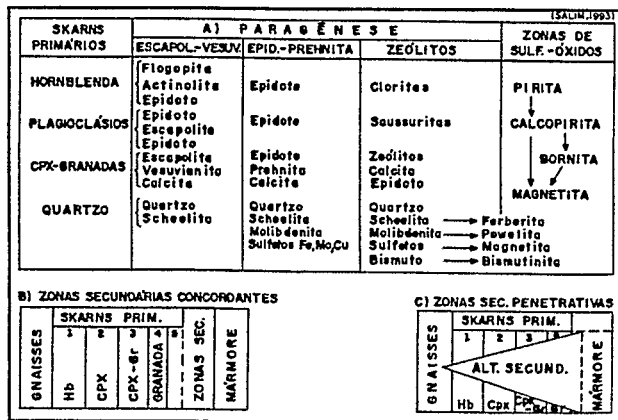 (SALIM,1993)
SKARNS PRIMÁRIOS
A) PARAGÊNESE
ZONAS DE SULF.-ÓXIDOS
ESCAPOL.-VESUV. EPID.-PREHNITA ZEÓLITOS
HORNBLENDA
Flogopita
Actinolita Epidoto Cloritas PIRITA
Epidoto
PLAGIOCLÁSIOS
Epidoto Epidoto Saussuritas CALCOPIRITA
Escapolita
Epidoto
BORNITA
CPX-GRANADAS
Escapolita Epidoto Zeólitos
Vesuvianita Prehnita Calcita
Calcita Calcita Epidoto MAGNETITA
QUARTZO
Quartzo Quartzo Quartzo
Scheelita Scheelita Scheelita Ferberita
Molibdenita Molibdenita Powelita
Sulfetos Fe,Mo,Cu Sulfetos Magnetita
Bismuto Bismutinita
B) ZONAS SECUNDÁRIAS CONCORDANTES
GNAISSES
SKARNS PRIM.
1 2 3 4 5
Hb CPX CPX-Gr GRANADA
ZONAS SEC.
MÁRMORE
C) ZONAS SEC. PENETRATIVAS
GNAISSES
SKARNS PRIM.
1 2 3
ALT. SECUND.
Hb Cpx Cpx-Gr Gr
MÁRMORE